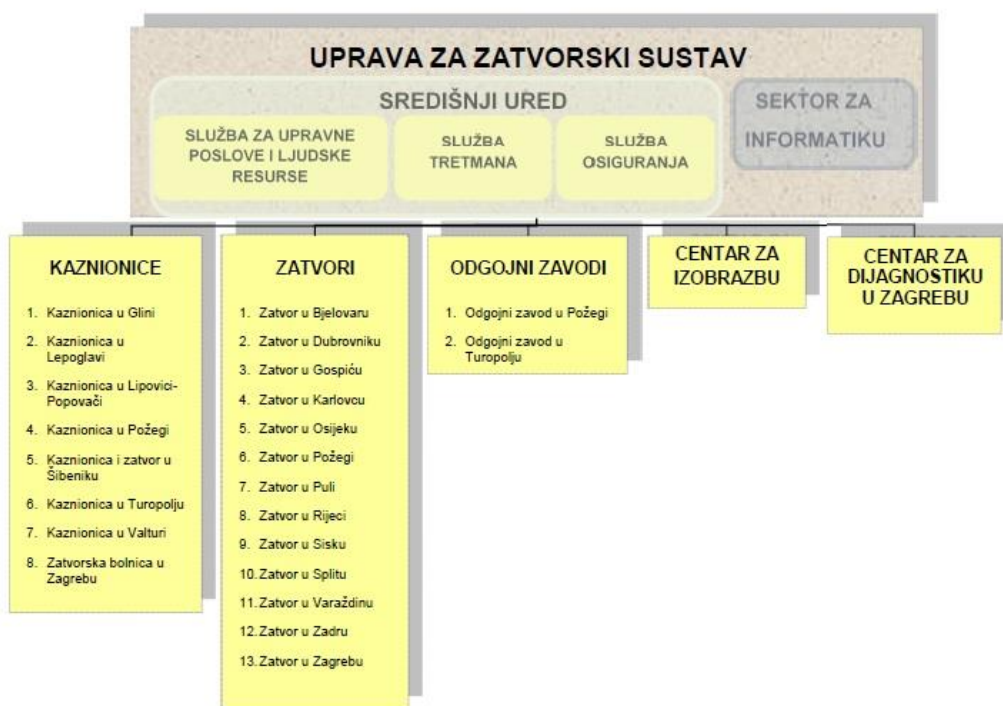 UPRAVA ZA ZATVORSKI SUSTAV
SREDIŠNJI URED
SLUŽBA ZA UPRAVNE
POSLOVE I LJUDSKE
RESURSE
SLUŽBA
TRETMANA
SLUŽBA
OSIGURANJA
SEKTOR ZA
INFORMATIKU
KAZNIONICE
1. Kaznionica u Glini
2. Kaznionica u
Lepoglavi
3. Kaznionica u Lipovici-
Popovači
4. Kaznionica u Požegi
5. Kaznionica i zatvor u
Šibeniku
6. Kaznionica u Turopolju
7. Kaznionica u Valturi
8. Zatvorska bolnica u
Zagrebu
ZATVORI
1. Zatvor u Bjelovaru
2. Zatvor u Dubrovniku
3. Zatvor u Gospiću
4. Zatvor u Karlovcu
5. Zatvor u Osijeku
6. Zatvor u Požegi
7. Zatvor u Puli
8. Zatvor u Rijeci
9. Zatvor u Sisku
10. Zatvor u Splitu
11. Zatvor u Varaždinu
12. Zatvor u Zadru
13. Zatvor u Zagrebu
ODGOJNI ZAVODI
1. Odgojni zavod u Požegi
2. Odgojni zavod u
Turopolju
CENTAR ZA
IZOBRAZBU
CENTAR ZA
DIJAGNOSTIKU
U ZAGREBU